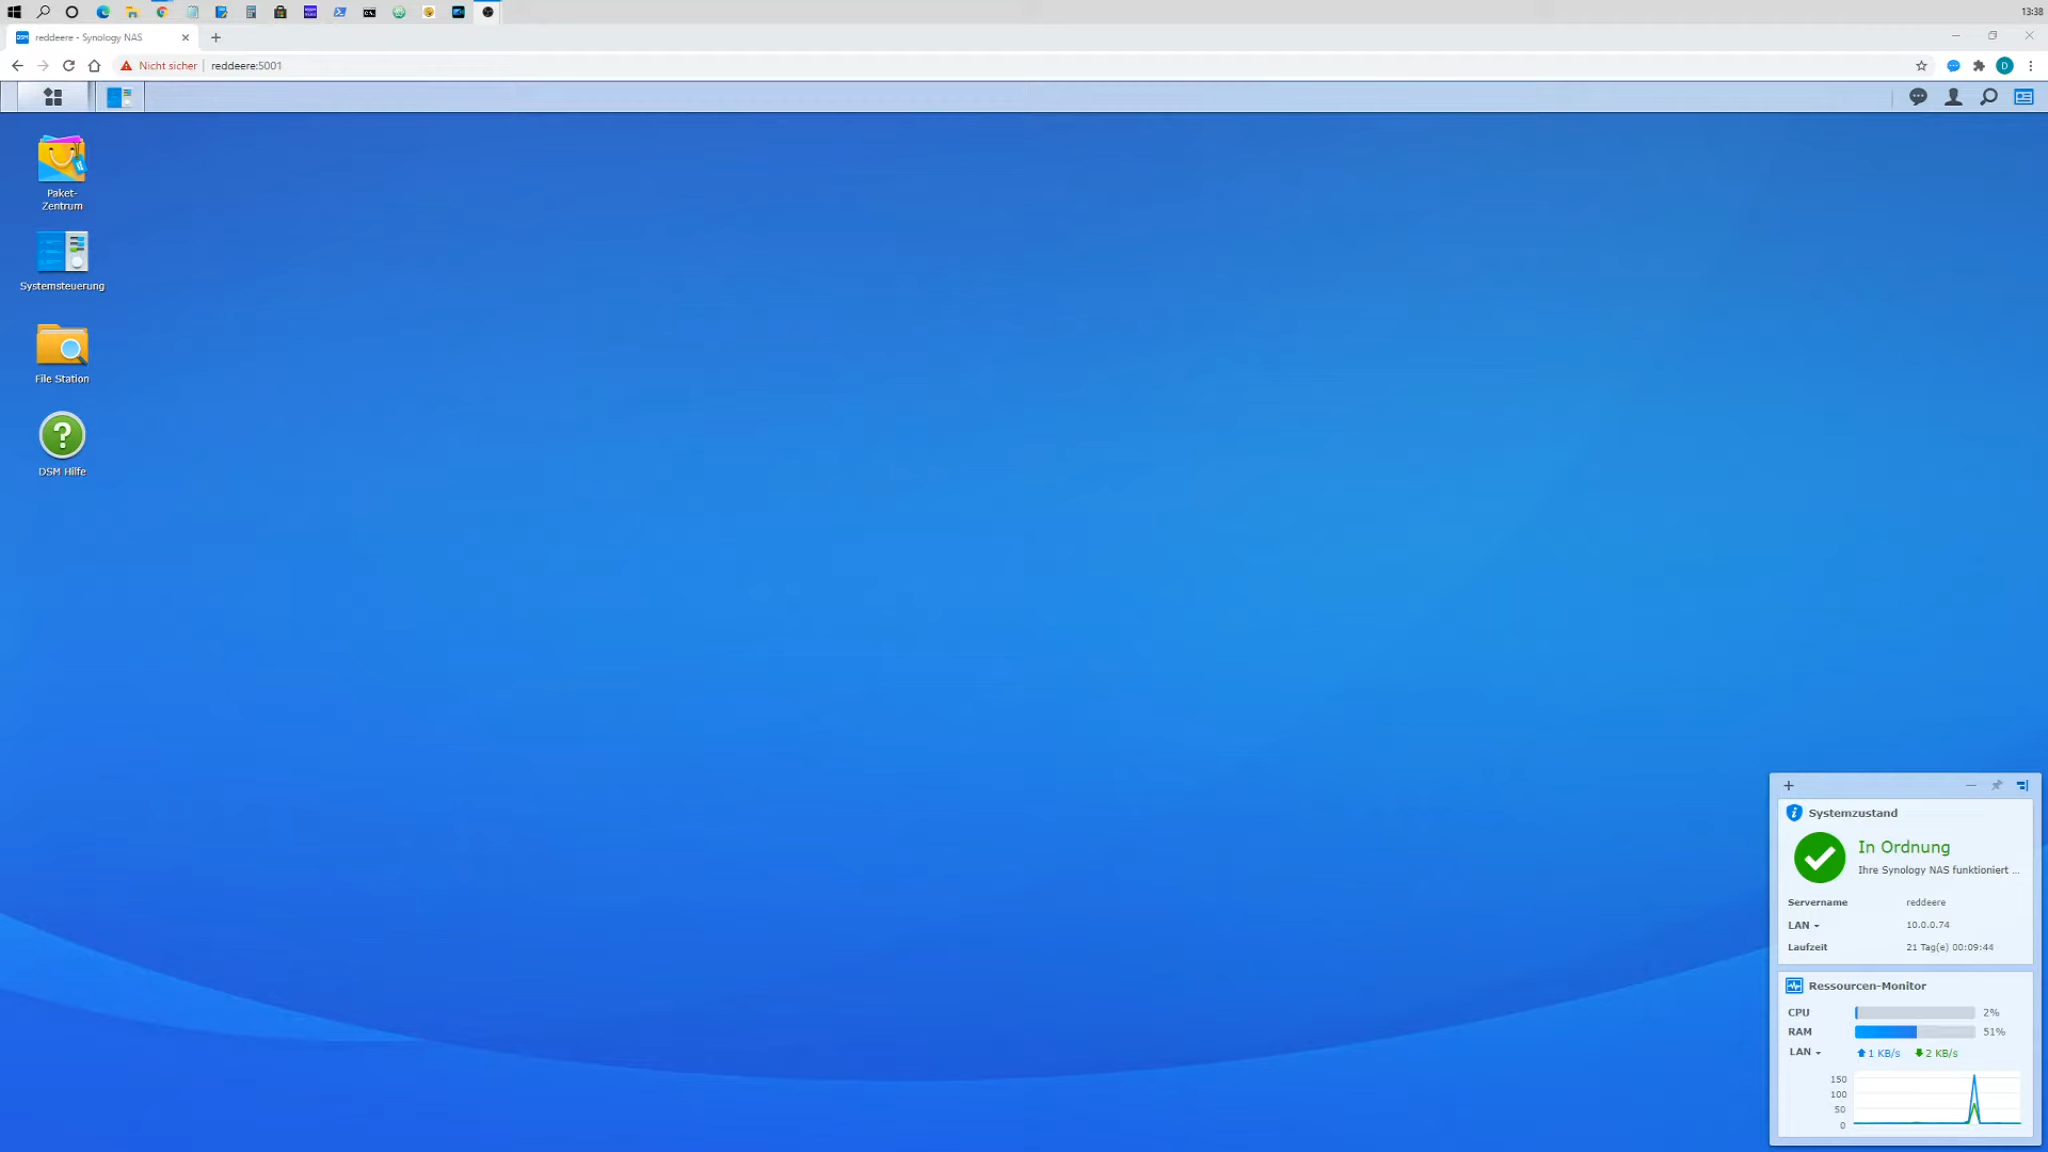 13:38
reddeere - Synology NAS
Nicht sicher
reddeere:5001
D
Paket-
Zentrum
Systemsteuerung
File Station
DSM Hilfe
Systemzustand
In Ordnung
Ihre Synology NAS funktioniert ...
Servername reddeere
LAN 10.0.0.74
Laufzeit 21 Tag(e) 00:09:44
Ressourcen-Monitor
CPU 2%
RAM 51%
LAN 1 KB/s 2 KB/s
150
100
50
0